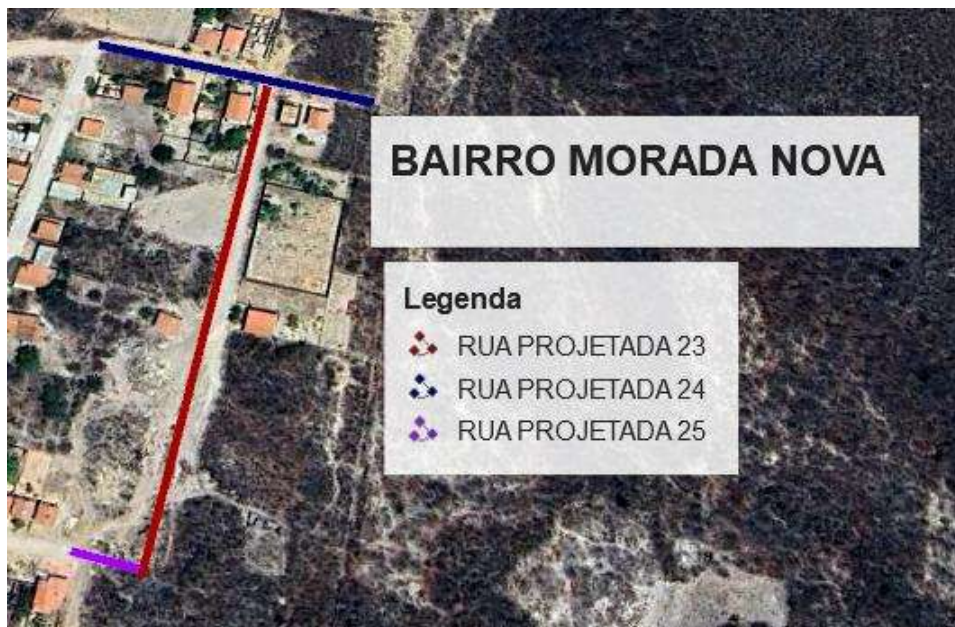 BAIRRO MORADA NOVA
Legenda
RUA PROJETADA 23
RUA PROJETADA 24
RUA PROJETADA 25